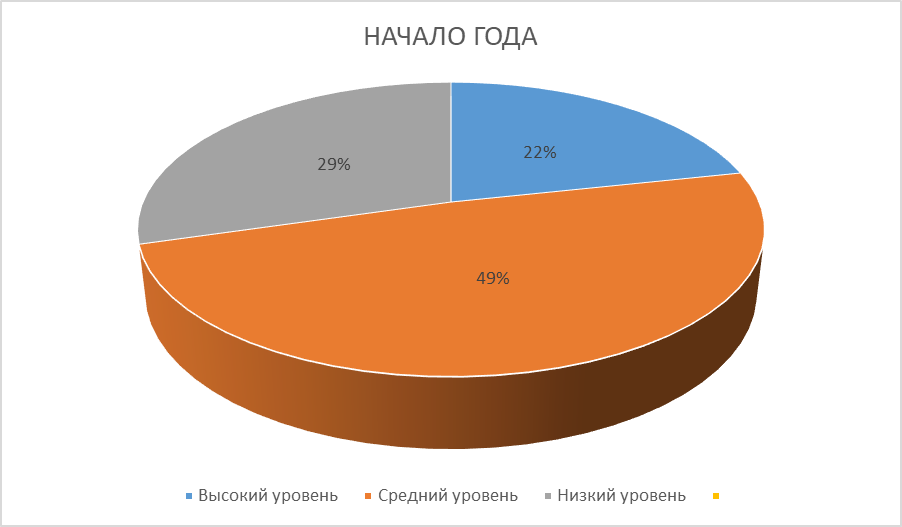 НАЧАЛО ГОДА
22%
29%
49%
Высокий уровень
Средний уровень
Низкий уровень